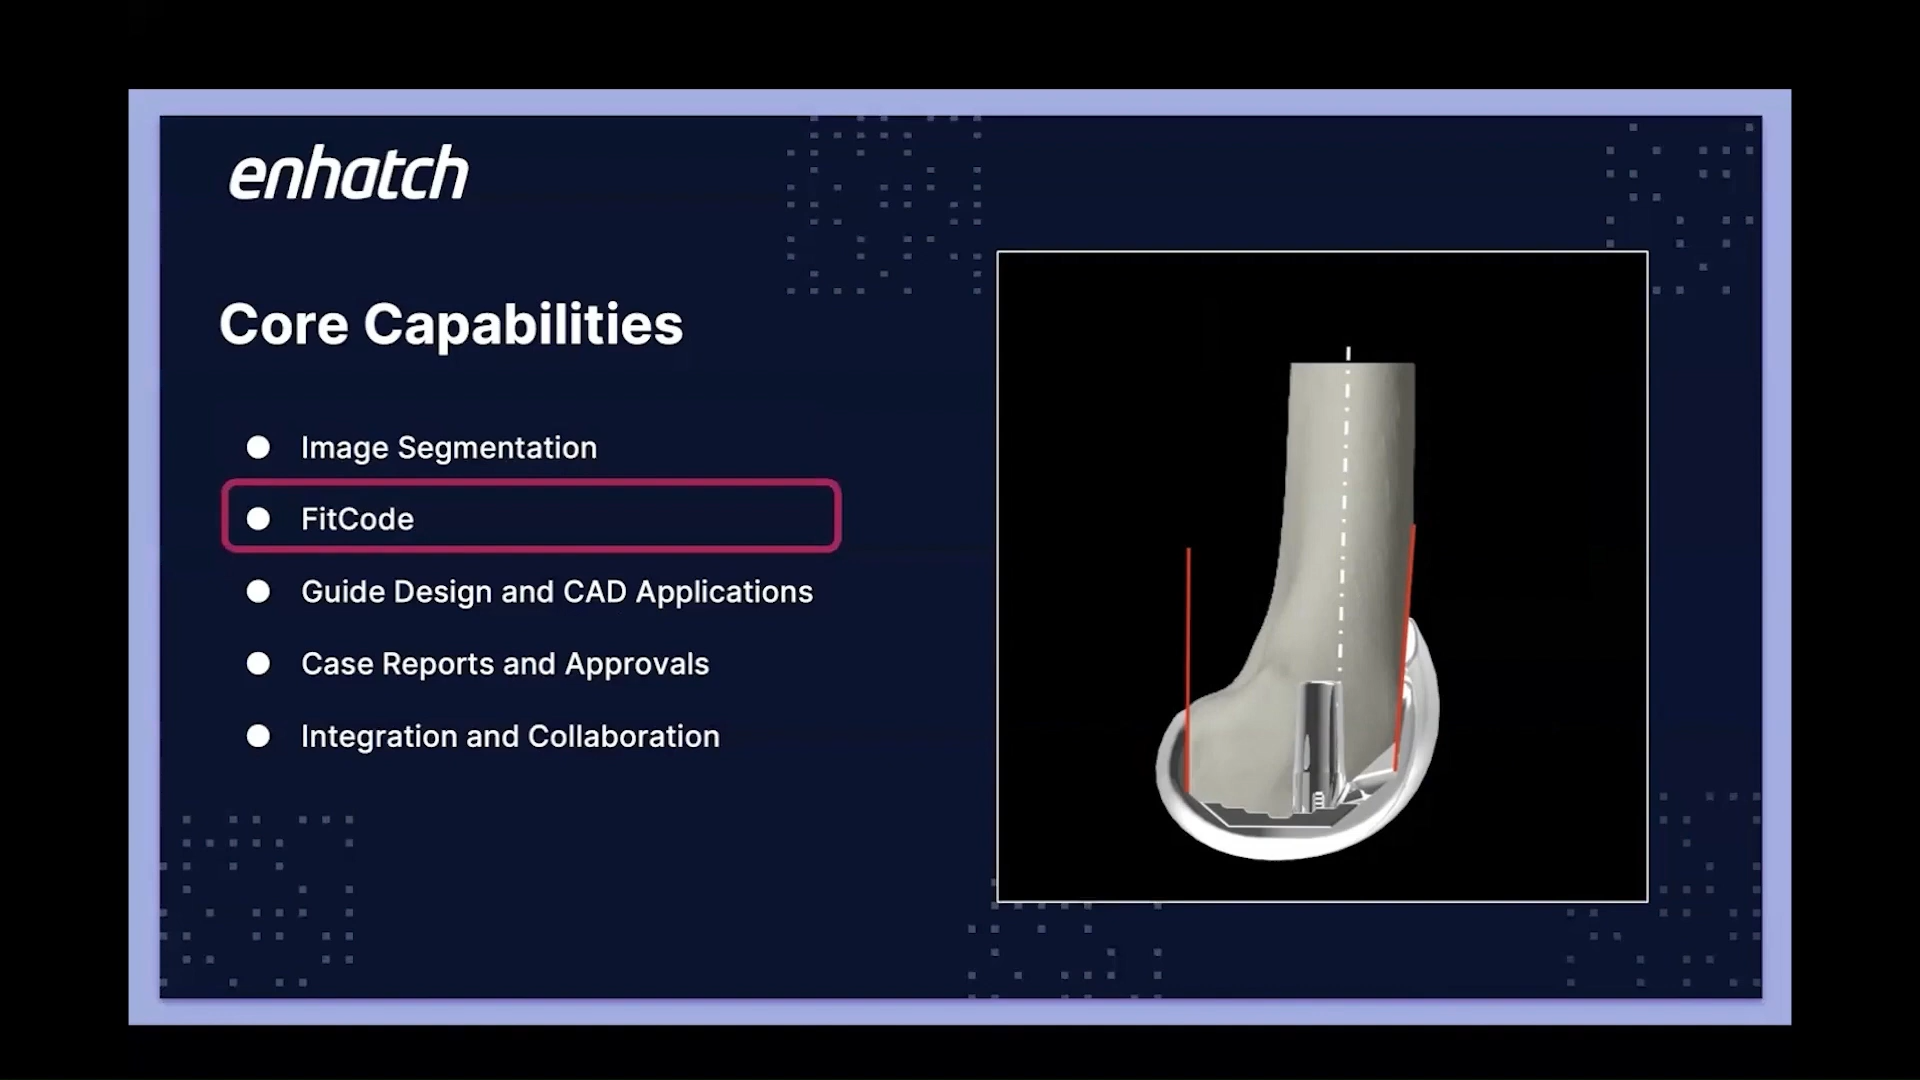 enhatch
Core Capabilities
Image Segmentation
FitCode
Guide Design and CAD Applications
Case Reports and Approvals
Integration and Collaboration